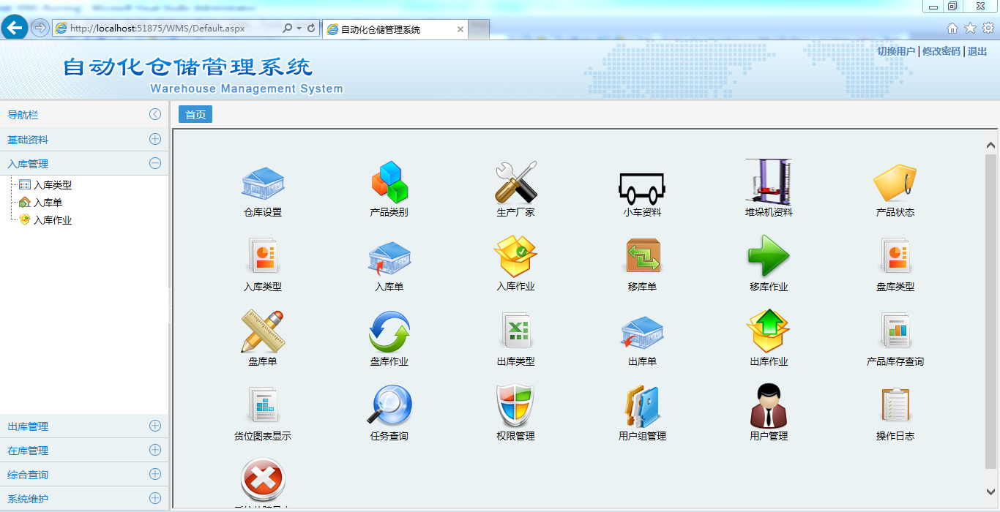 http://localhost:51875/WMS/Default.aspx
自动化仓储管理系统
切换用户 | 修改密码 | 退出
自动化仓储管理系统
Warehouse Management System
导航栏
基础资料
入库管理
入库类型
入库单
入库作业
出库管理
在库管理
综合查询
系统维护
首页
仓库设置 产品类别 生产厂家 小车资料 堆垛机资料 产品状态
入库类型 入库单 入库作业 移库单 移库作业 盘库类型
盘库单 盘库作业 出库类型 出库单 出库作业 产品库存查询
货位图表显示 任务查询 权限管理 用户组管理 用户管理 操作日志